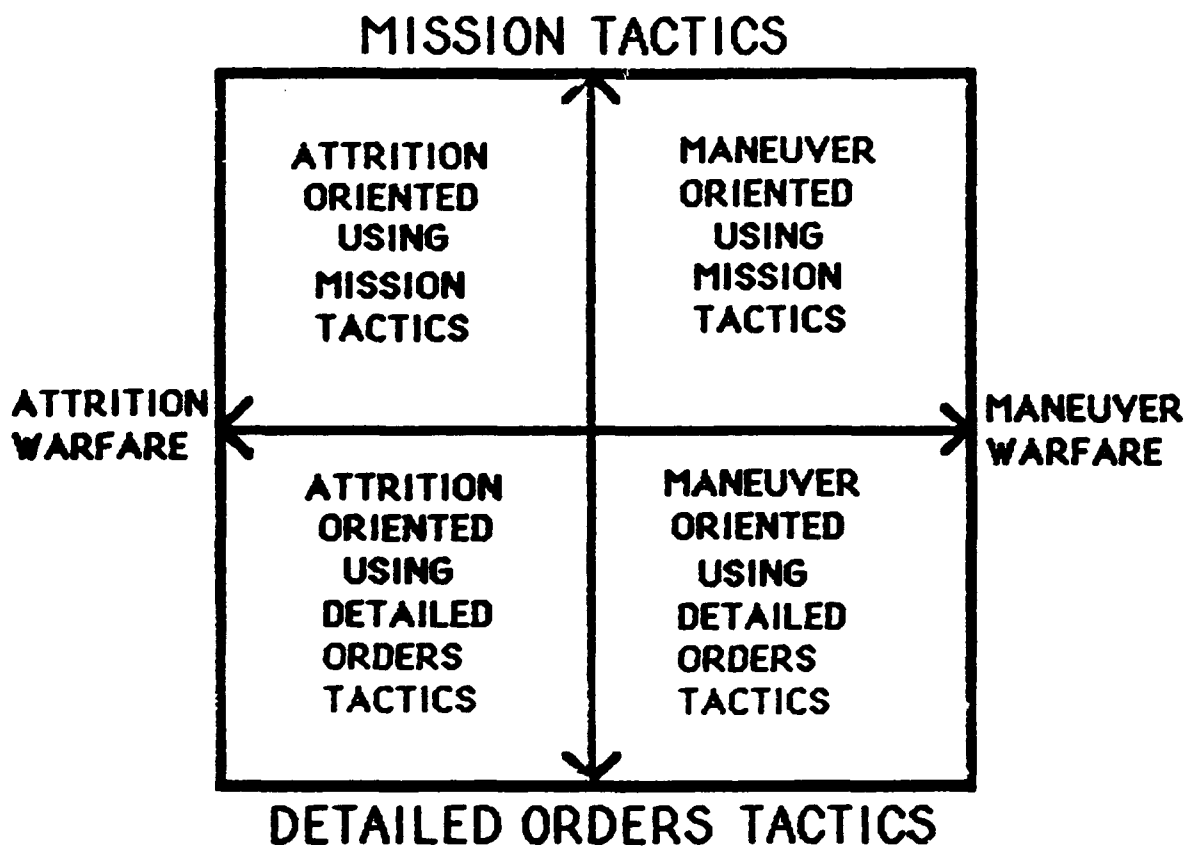 MISSION TACTICS
ATTRITION
ORIENTED
USING
MISSION
TACTICS
MANEUVER
ORIENTED
USING
MISSION
TACTICS
ATTRITION
WARFARE
MANEUVER
WARFARE
ATTRITION
ORIENTED
USING
DETAILED
ORDERS
TACTICS
MANEUVER
ORIENTED
USING
DETAILED
ORDERS
TACTICS
DETAILED ORDERS TACTICS